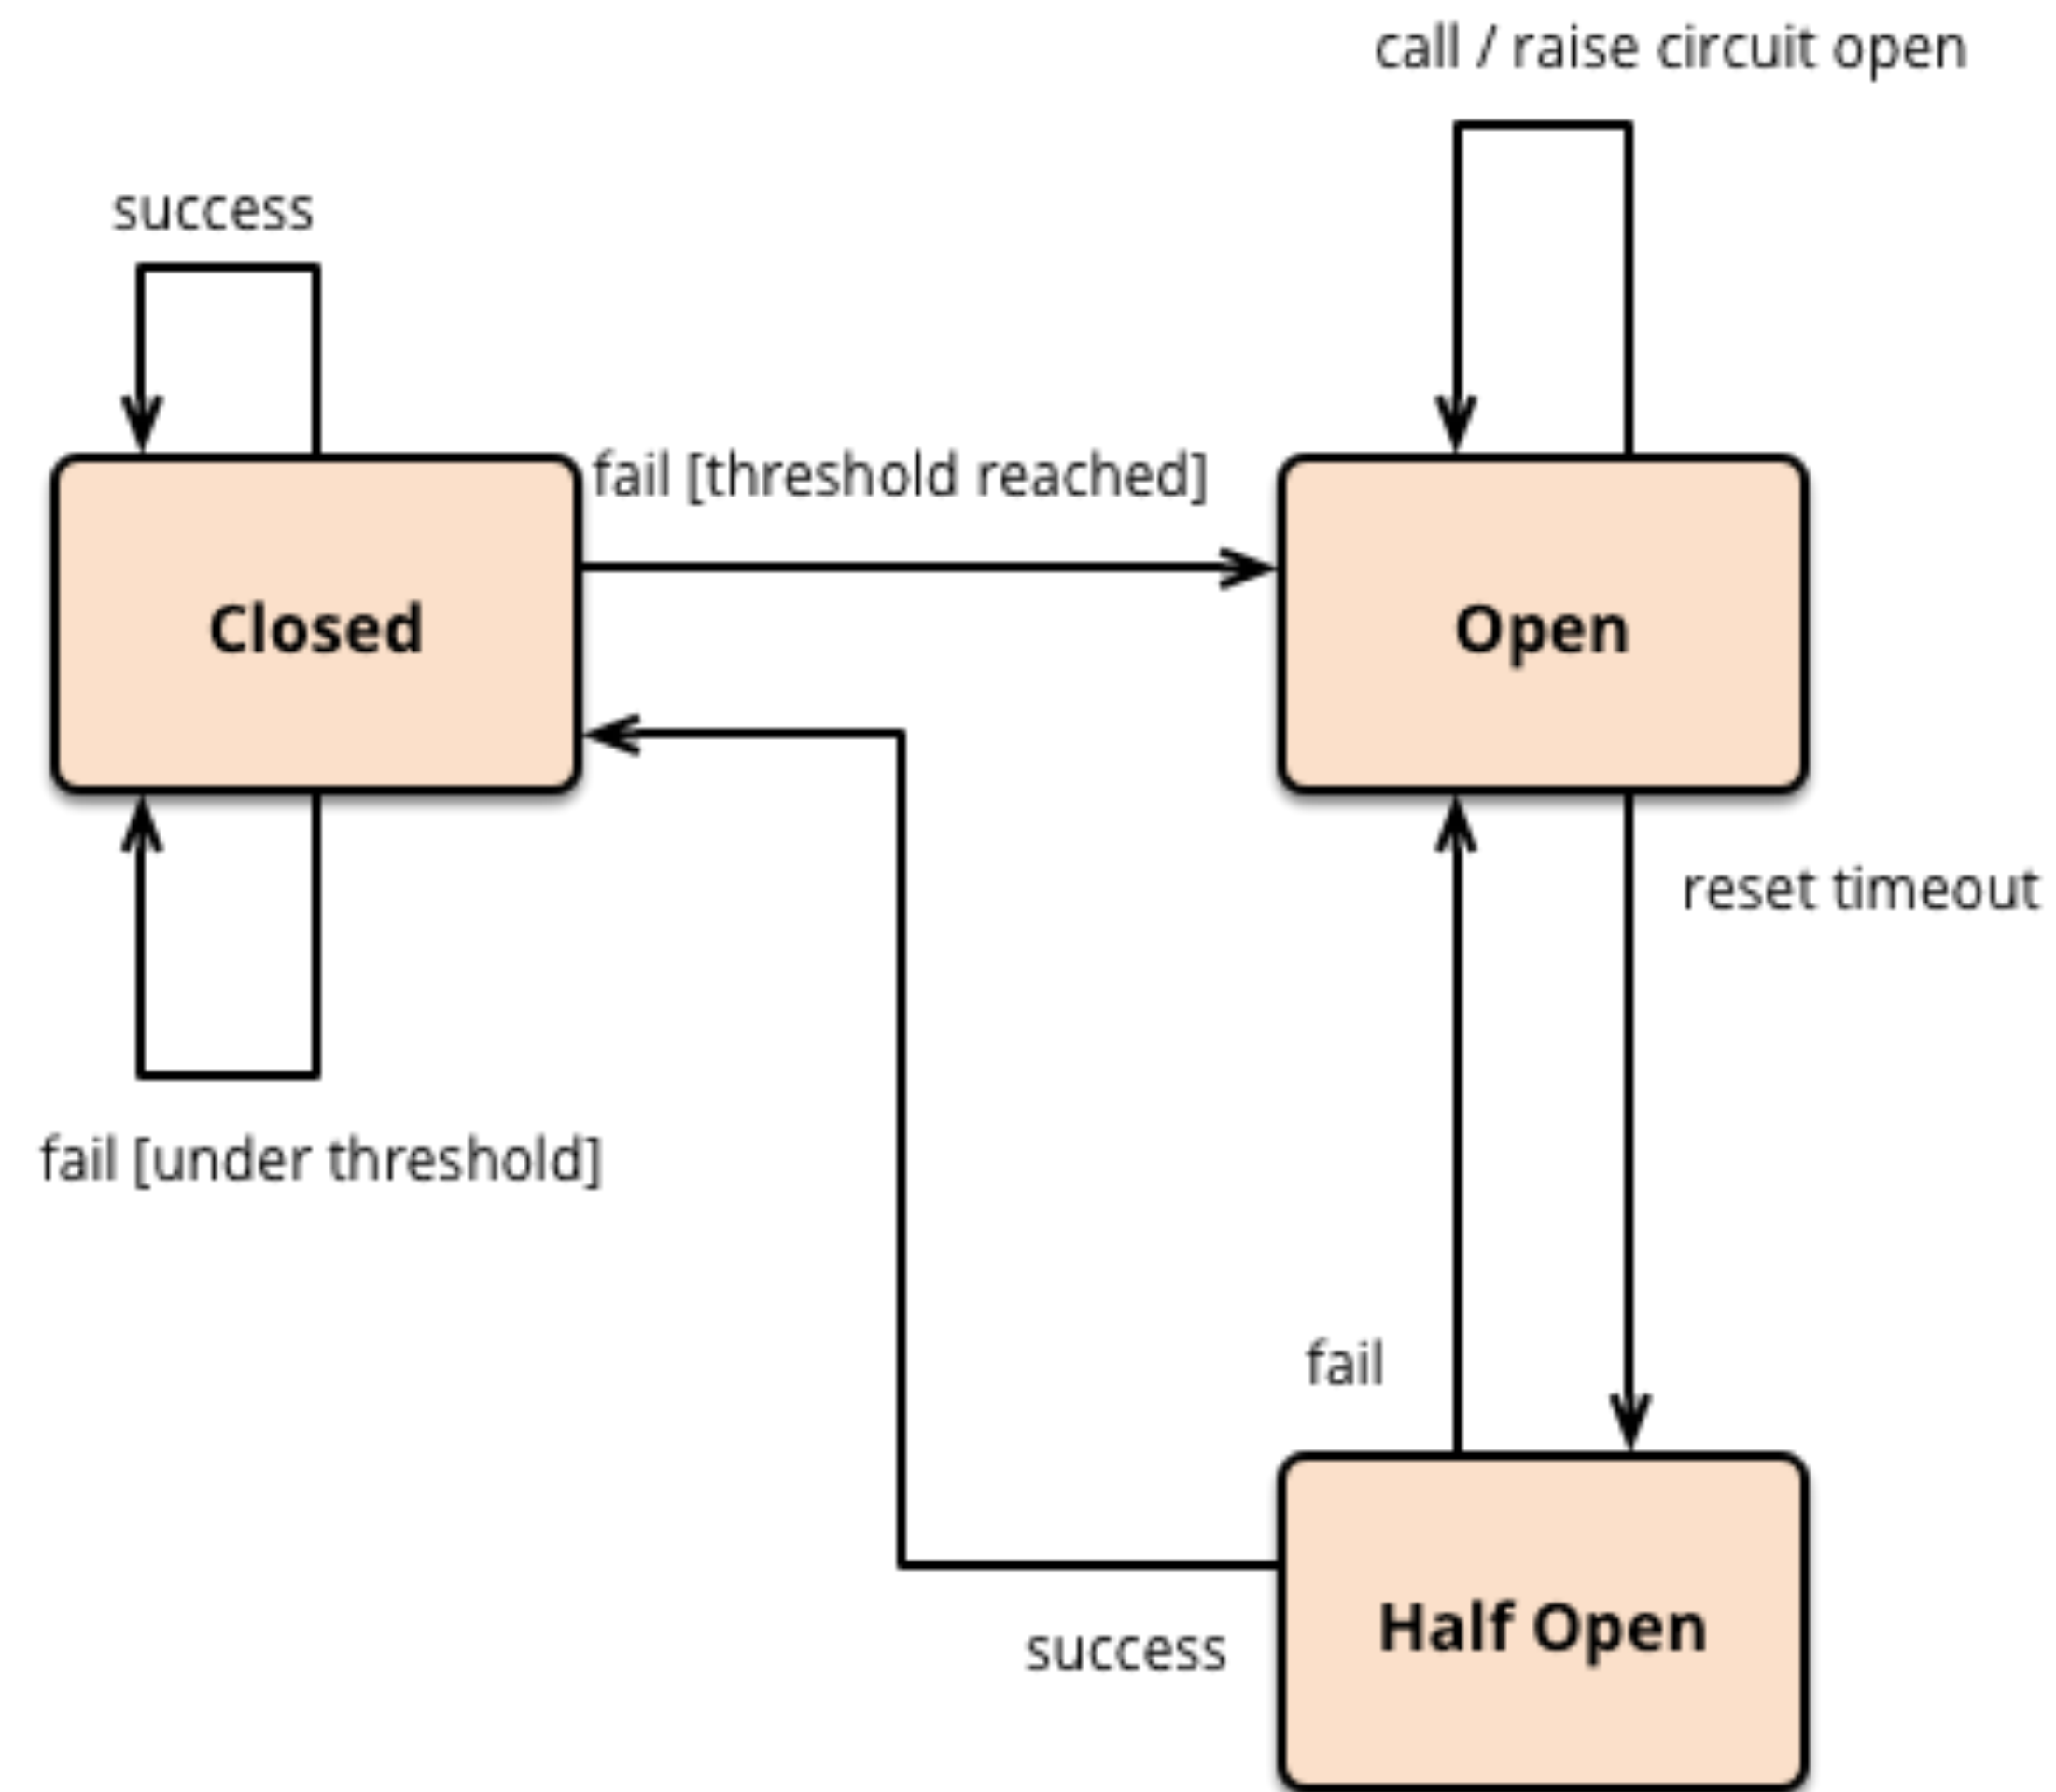 call / raise circuit open
success
fail [threshold reached]
Closed
Open
reset timeout
fail [under threshold]
fail
Half Open
success